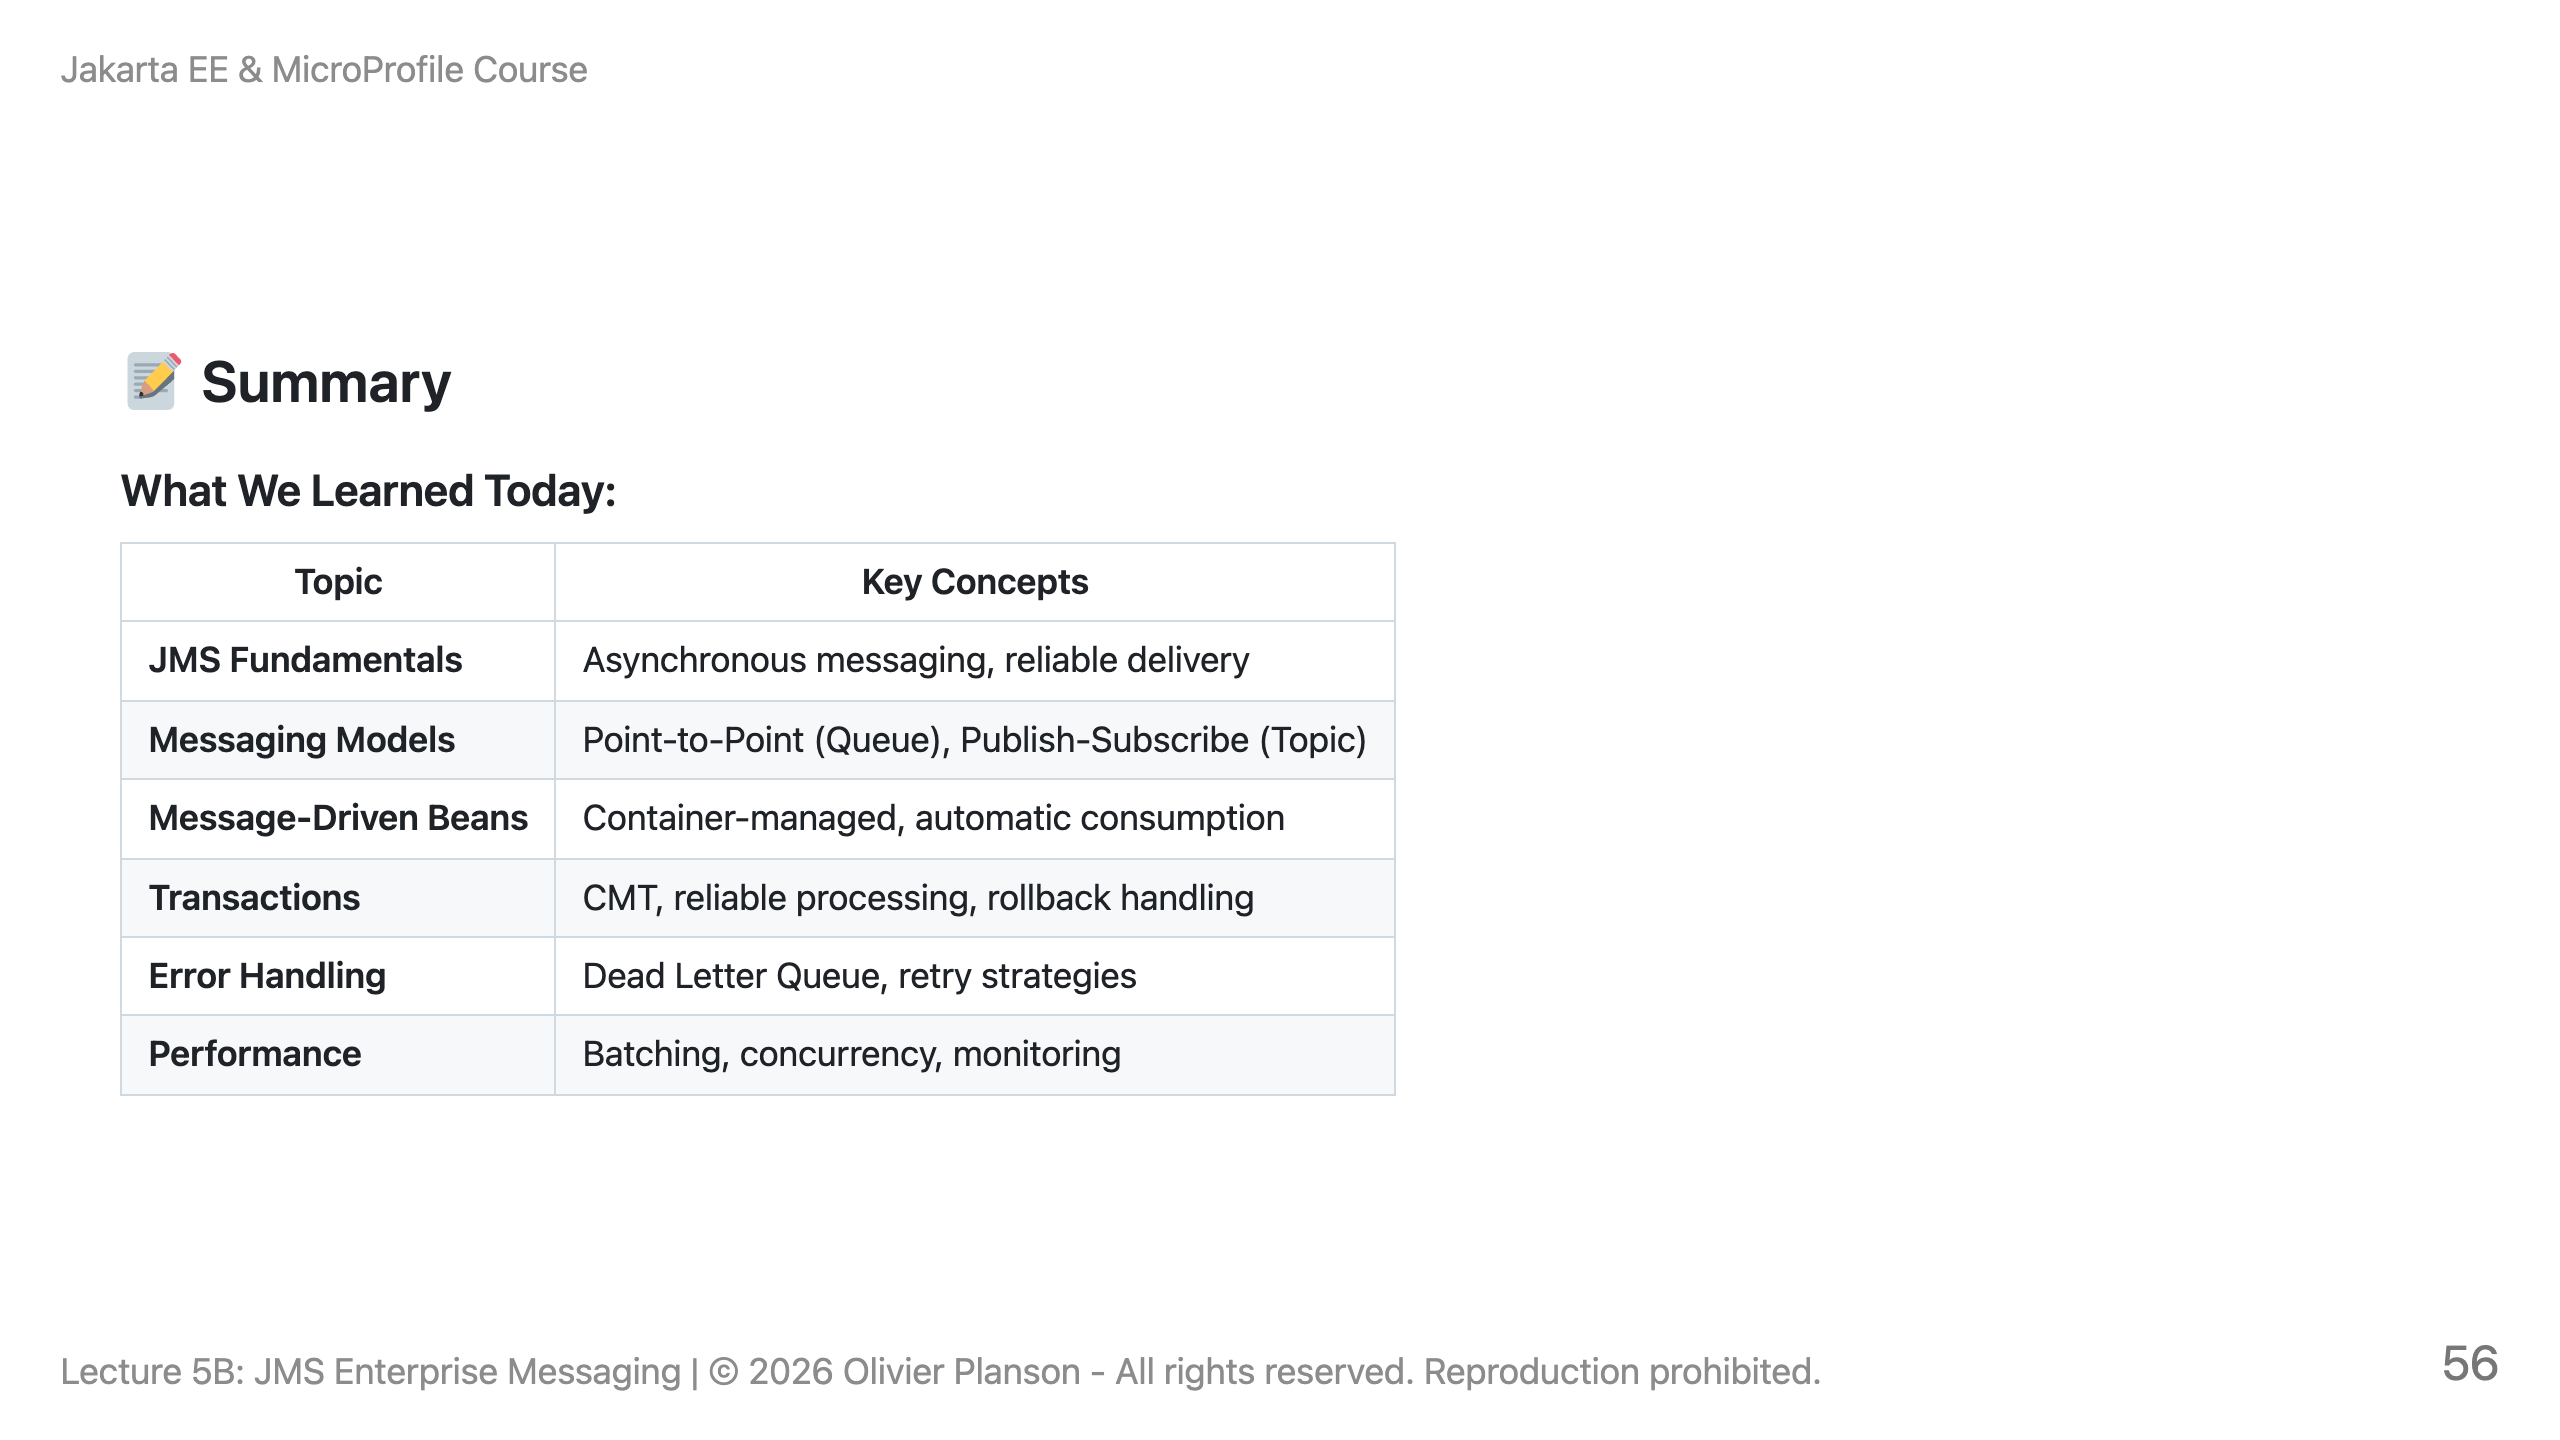 Jakarta EE & MicroProfile Course
📝 Summary
What We Learned Today:
Topic Key Concepts
JMS Fundamentals Asynchronous messaging, reliable delivery
Messaging Models Point-to-Point (Queue), Publish-Subscribe (Topic)
Message-Driven Beans Container-managed, automatic consumption
Transactions CMT, reliable processing, rollback handling
Error Handling Dead Letter Queue, retry strategies
Performance Batching, concurrency, monitoring
Lecture 5B: JMS Enterprise Messaging | © 2026 Olivier Planson - All rights reserved. Reproduction prohibited. 56